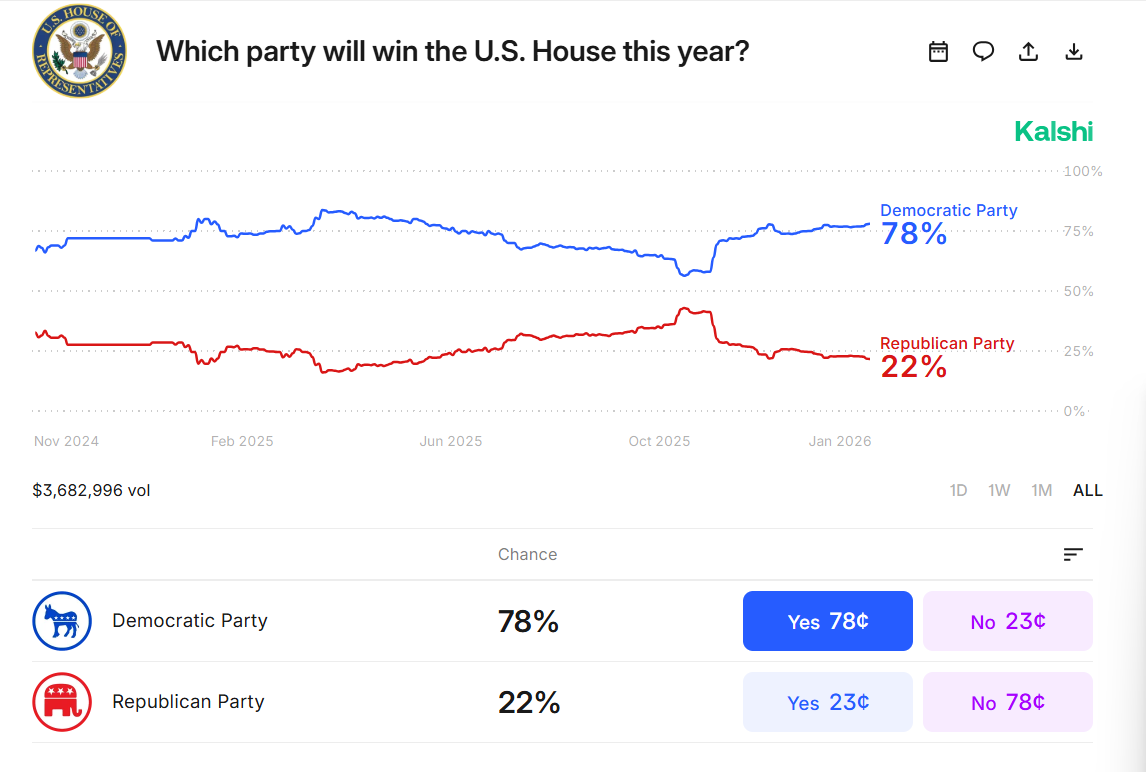 U.S. HOUSE OF REPRESENTATIVES
Which party will win the U.S. House this year?
Kalshi
100%
Democratic Party
78%
75%
50%
Republican Party
25%
22%
0%
Nov 2024 Feb 2025 Jun 2025 Oct 2025 Jan 2026
$3,682,996 vol 1D 1W 1M ALL
Chance
Democratic Party 78% Yes 78¢ No 23¢
Republican Party 22% Yes 23¢ No 78¢